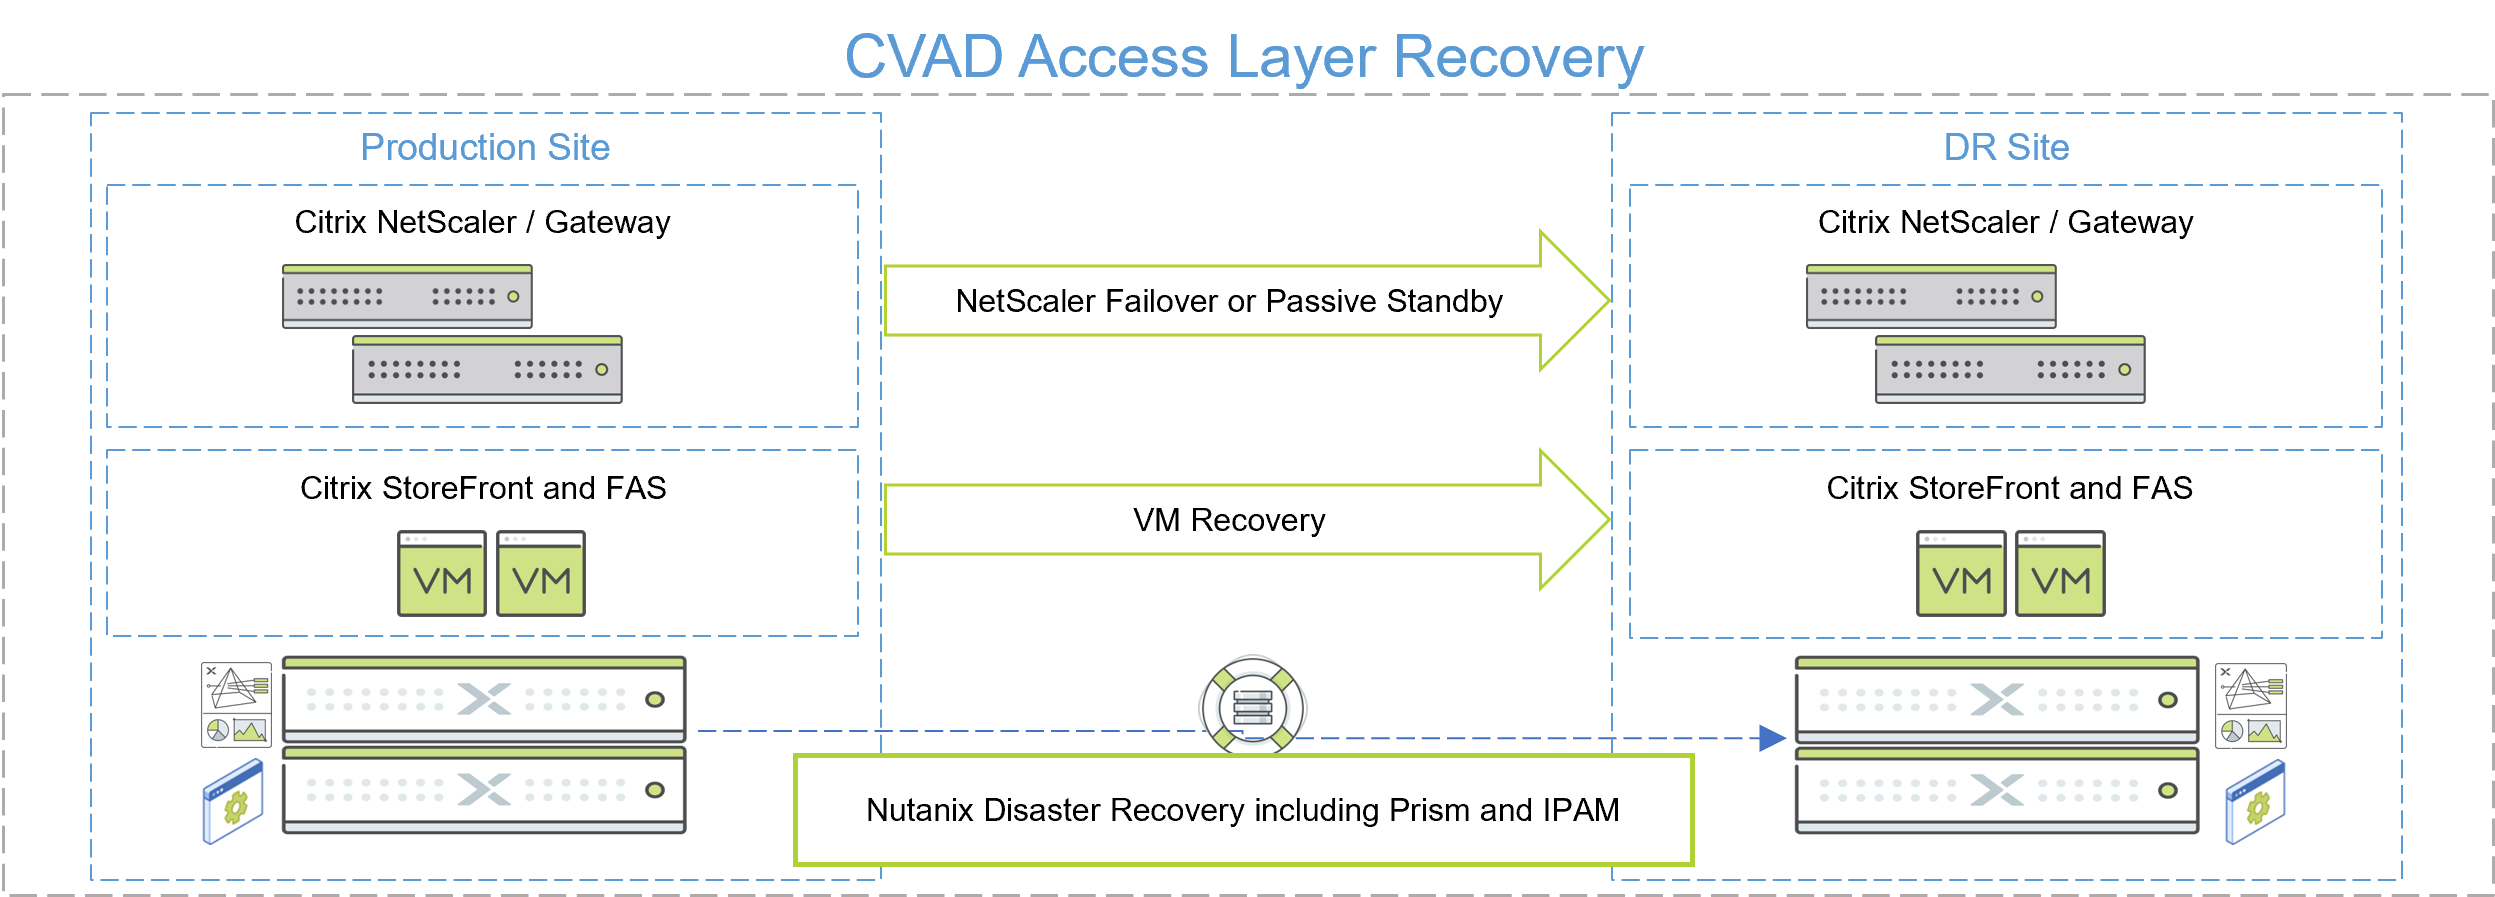 CVAD Access Layer Recovery
Production Site
DR Site
Citrix NetScaler / Gateway
Citrix NetScaler / Gateway
NetScaler Failover or Passive Standby
Citrix StoreFront and FAS
Citrix StoreFront and FAS
VM Recovery
VM VM
VM VM
Nutanix Disaster Recovery including Prism and IPAM